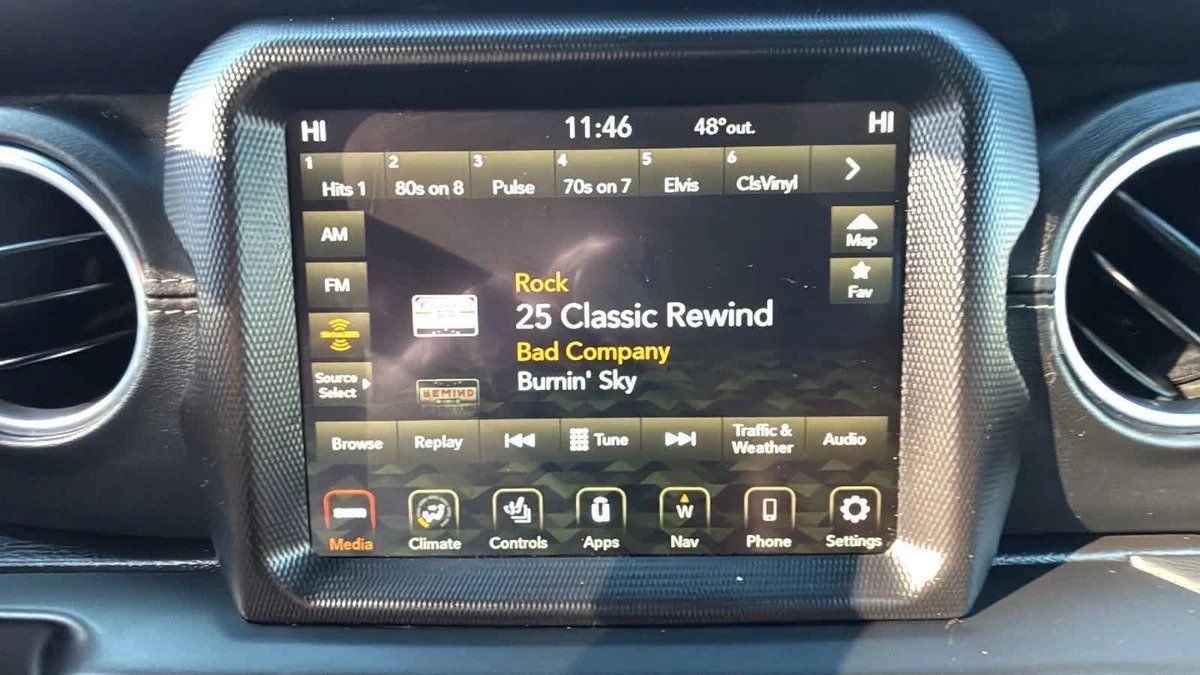 HI 11:46 48°out. HI
1 Hits 1
2 80s on 8
3 Pulse
4 70s on 7
5 Elvis
6 ClsVinyl
AM
Map
FM
Fav
Rock
25 Classic Rewind
Bad Company
Burnin' Sky
SiriusXM
Source
Select
REWIND
Browse
Replay
Tune
Traffic &
Weather
Audio
Media
Climate
Controls
Apps
W
Nav
Phone
Settings